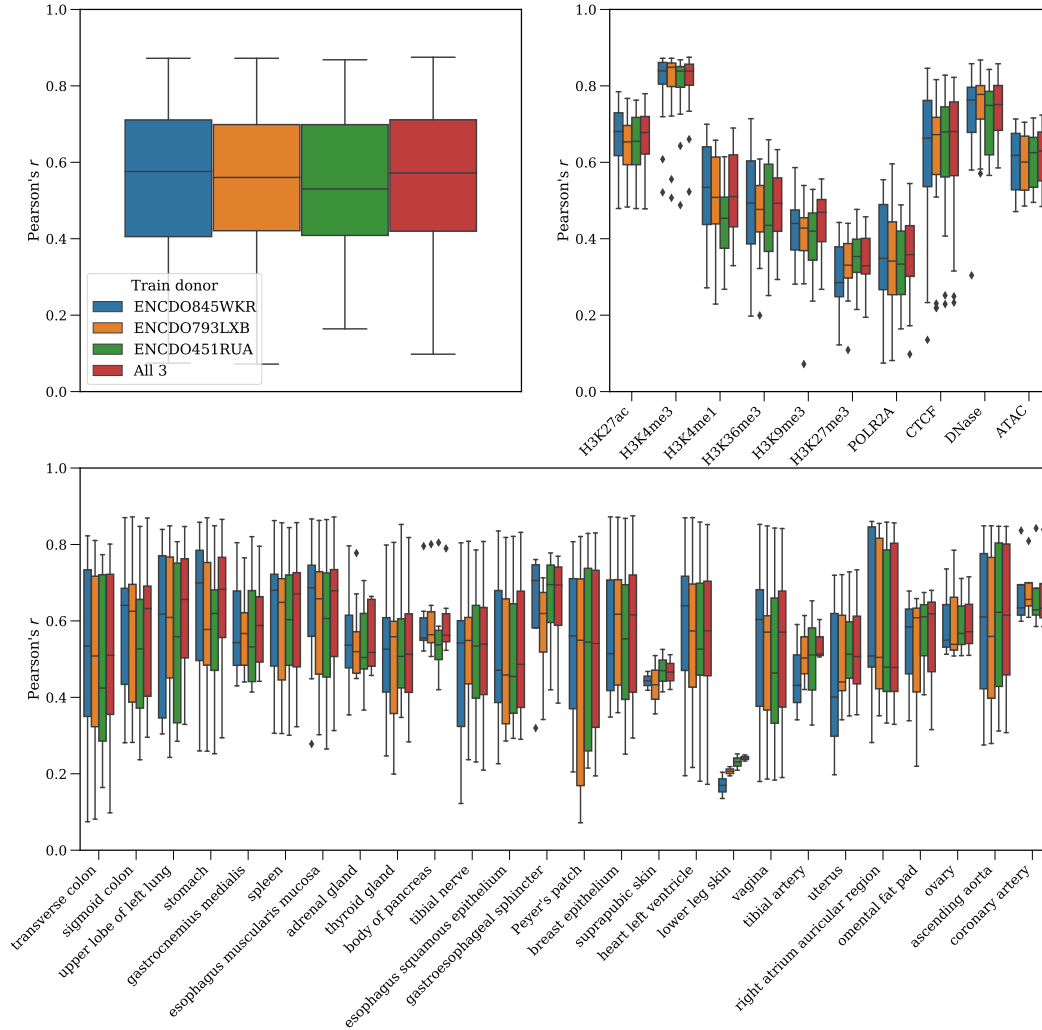 1.0
0.8
0.6
0.4
0.2
0.0
Pearson's r
Train donor
ENCDO845WKR
ENCDO793LXB
ENCDO451RUA
All 3
1.0
0.8
0.6
0.4
0.2
0.0
Pearson's r
H3K27ac
H3K4me3
H3K4me1
H3K36me3
H3K9me3
H3K27me3
POLR2A
CTCF
DNase
ATAC
1.0
0.8
0.6
0.4
0.2
0.0
Pearson's r
transverse colon
sigmoid colon
upper lobe of left lung
stomach
gastrocnemius medialis
spleen
esophagus muscularis mucosa
adrenal gland
thyroid gland
body of pancreas
tibial nerve
esophagus squamous epithelium
gastroesophageal sphincter
Peyer's patch
breast epithelium
suprapubic skin
heart left ventricle
lower leg skin
vagina
tibial artery
uterus
right atrium auricular region
omental fat pad
ovary
ascending aorta
coronary artery